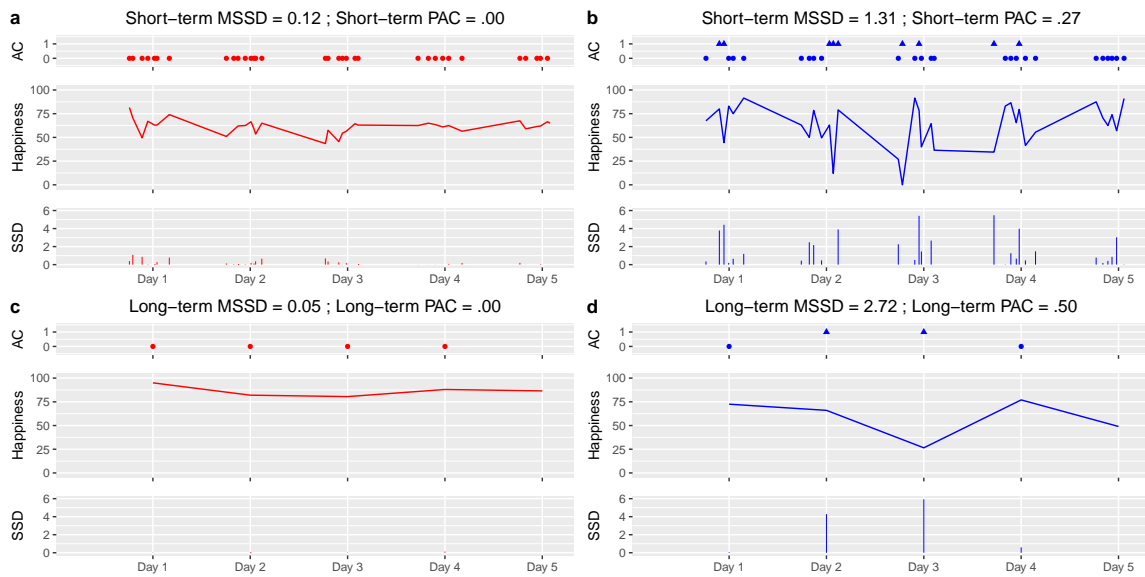 a Short−term MSSD = 0.12 ; Short−term PAC = .00
AC
1
0
Happiness
100
75
50
25
0
SSD
6
4
2
0
Day 1 Day 2 Day 3 Day 4 Day 5
b Short−term MSSD = 1.31 ; Short−term PAC = .27
AC
1
0
Happiness
100
75
50
25
0
SSD
6
4
2
0
Day 1 Day 2 Day 3 Day 4 Day 5
c Long−term MSSD = 0.05 ; Long−term PAC = .00
AC
1
0
Happiness
100
75
50
25
0
SSD
6
4
2
0
Day 1 Day 2 Day 3 Day 4 Day 5
d Long−term MSSD = 2.72 ; Long−term PAC = .50
AC
1
0
Happiness
100
75
50
25
0
SSD
6
4
2
0
Day 1 Day 2 Day 3 Day 4 Day 5